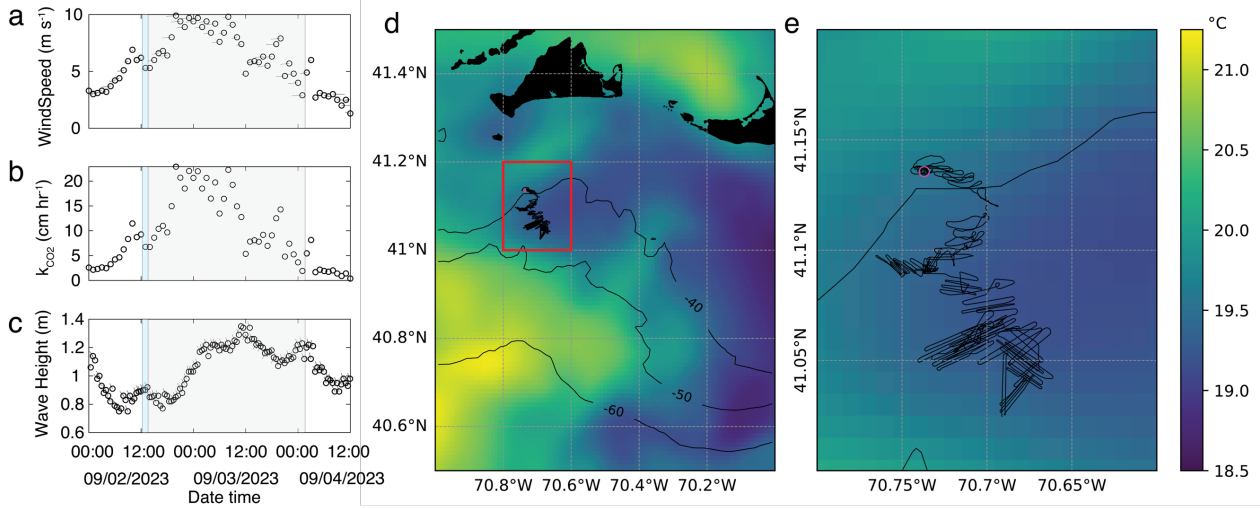 a
WindSpeed (m s⁻¹)
10
5
0
b
k_CO2 (cm hr⁻¹)
20
15
10
5
0
c
Wave Height (m)
1.4
1.2
1.0
0.8
0.6
00:00 12:00 00:00 12:00 00:00 12:00
09/02/2023 09/03/2023 09/04/2023
Date time
d
41.4°N
41.2°N
41°N
40.8°N
40.6°N
-40
-50
-60
70.8°W 70.6°W 70.4°W 70.2°W
e
41.15°N
41.1°N
41.05°N
70.75°W 70.7°W 70.65°W
°C
21.0
20.5
20.0
19.5
19.0
18.5